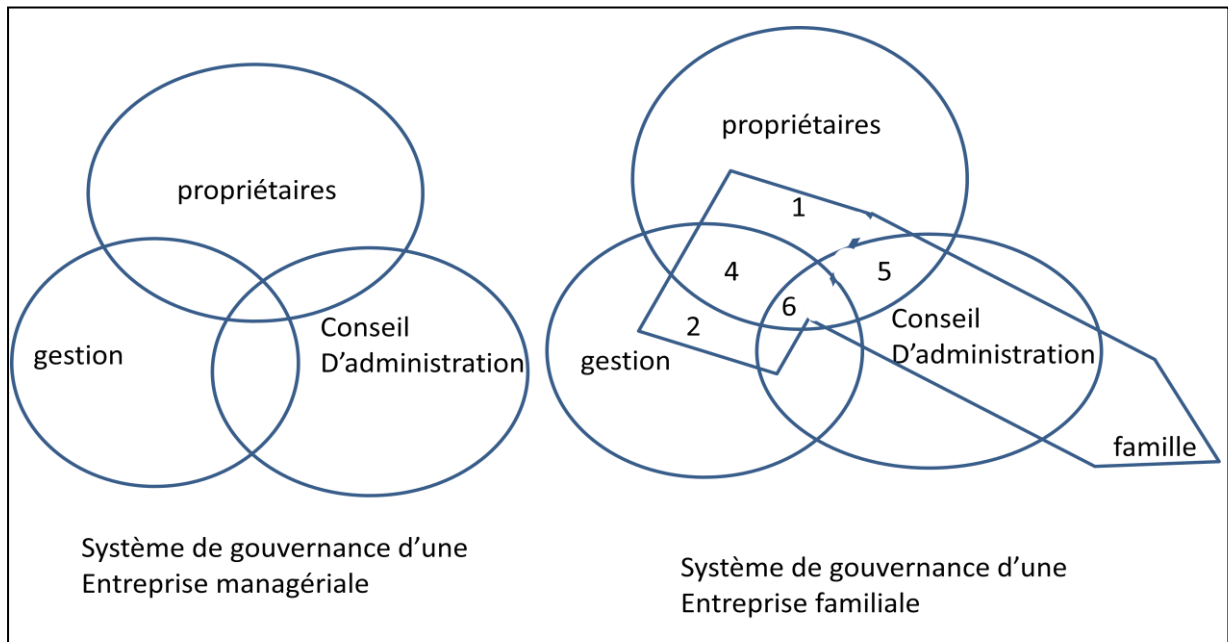 propriétaires
gestion
Conseil
D’administration
Système de gouvernance d’une
Entreprise managériale
propriétaires
1
4
5
6
2
gestion
Conseil
D’administration
famille
Système de gouvernance d’une
Entreprise familiale